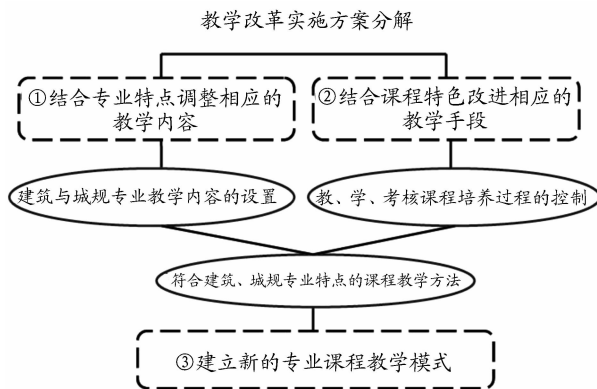 教学改革实施方案分解
①结合专业特点调整相应的
教学内容
②结合课程特色改进相应的
教学手段
建筑与城规专业教学内容的设置
教、学、考核课程培养过程的控制
符合建筑、城规专业特点的课程教学方法
③建立新的专业课程教学模式